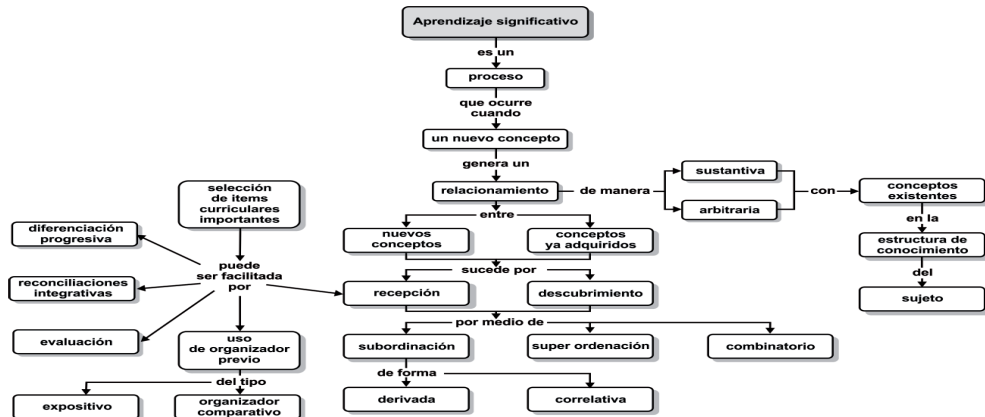 Aprendizaje significativo
es un
proceso
que ocurre
cuando
un nuevo concepto
genera un
relacionamiento
de manera
sustantiva
arbitraria
con
conceptos
existentes
en la
estructura de
conocimiento
del
sujeto
entre
nuevos
conceptos
conceptos
ya adquiridos
sucede por
recepción
descubrimiento
por medio de
subordinación
super ordenación
combinatorio
de forma
derivada
correlativa
selección
de items
curriculares
importantes
puede
ser facilitada
por
diferenciación
progresiva
reconciliaciones
integrativas
evaluación
uso
de organizador
previo
del tipo
expositivo
organizador
comparativo